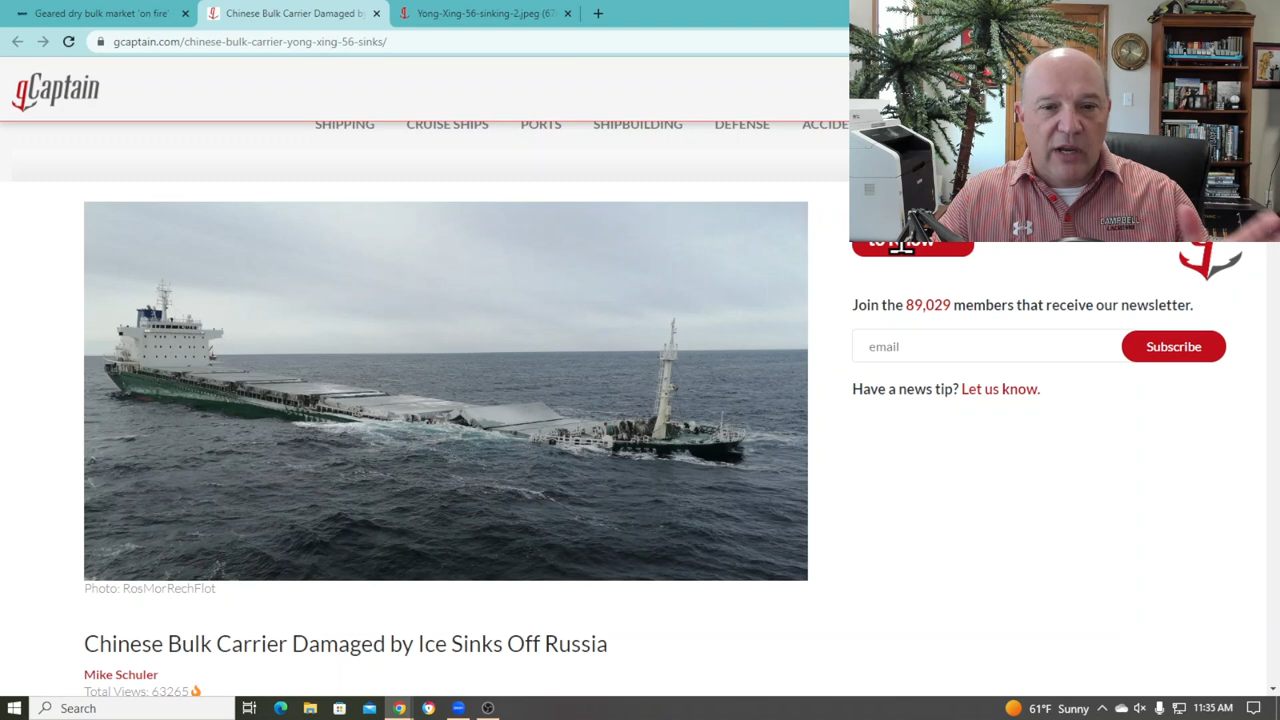 Geared dry bulk market 'on fire'
Chinese Bulk Carrier Damaged b
Yong-Xing-56-sinking-2.jpeg (67
gcaptain.com/chinese-bulk-carrier-yong-xing-56-sinks/
gCaptain
SHIPPING CRUISE SHIPS PORTS SHIPBUILDING DEFENSE ACCIDE
CAMPBELL
to know
Join the 89,029 members that receive our newsletter.
email Subscribe
Have a news tip? Let us know.
Photo: RosMorRechFlot
Chinese Bulk Carrier Damaged by Ice Sinks Off Russia
Mike Schuler
Total Views: 63265
Search
61°F Sunny
11:35 AM